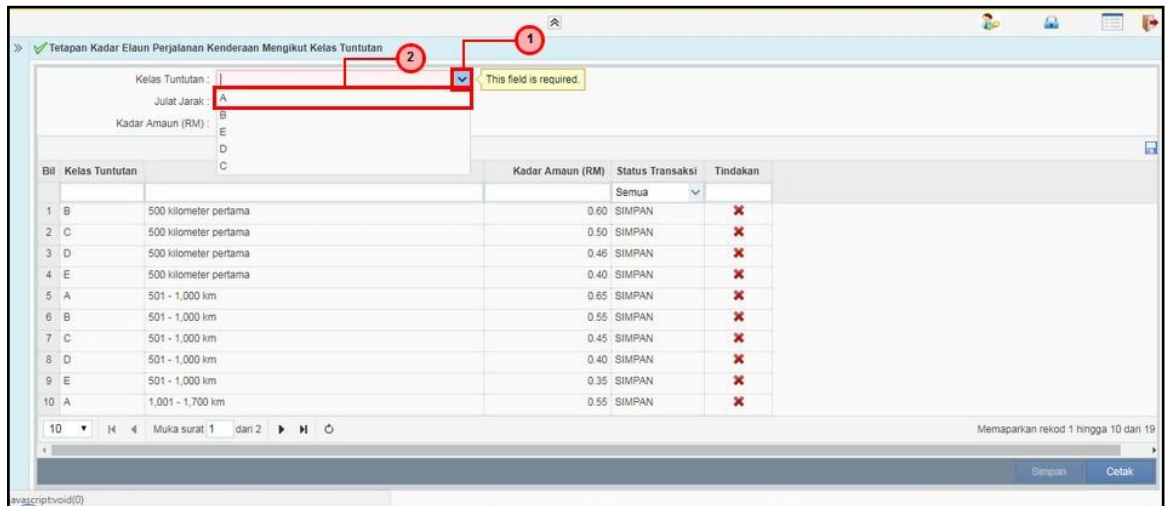 1
» Tetapan Kadar Elaun Perjalanan Kenderaan Mengikut Kelas Tuntutan
2
Kelas Tuntutan : This field is required.
Julat Jarak : A
Kadar Amaun (RM) : B
E
D
C
Bil Kelas Tuntutan Kadar Amaun (RM) Status Transaksi Tindakan
Semua
1 B 500 kilometer pertama 0.60 SIMPAN
2 C 500 kilometer pertama 0.50 SIMPAN
3 D 500 kilometer pertama 0.46 SIMPAN
4 E 500 kilometer pertama 0.40 SIMPAN
5 A 501 - 1,000 km 0.65 SIMPAN
6 B 501 - 1,000 km 0.55 SIMPAN
7 C 501 - 1,000 km 0.45 SIMPAN
8 D 501 - 1,000 km 0.40 SIMPAN
9 E 501 - 1,000 km 0.35 SIMPAN
10 A 1,001 - 1,700 km 0.55 SIMPAN
10 Muka surat 1 dari 2 Memaparkan rekod 1 hingga 10 dari 19
Simpan Cetak
avascript:void(0)